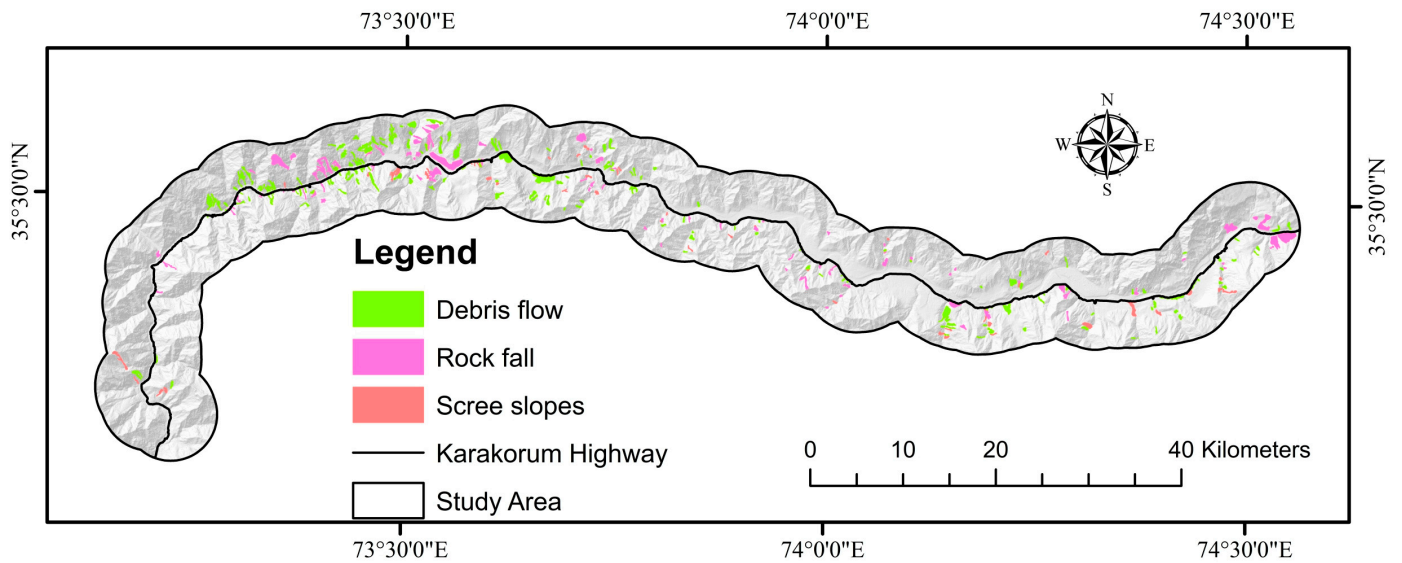 73°30'0"E 74°0'0"E 74°30'0"E
N
W E
S
35°30'0"N
35°30'0"N
Legend
Debris flow
Rock fall
Scree slopes
Karakorum Highway
Study Area
0 10 20 40 Kilometers
73°30'0"E 74°0'0"E 74°30'0"E